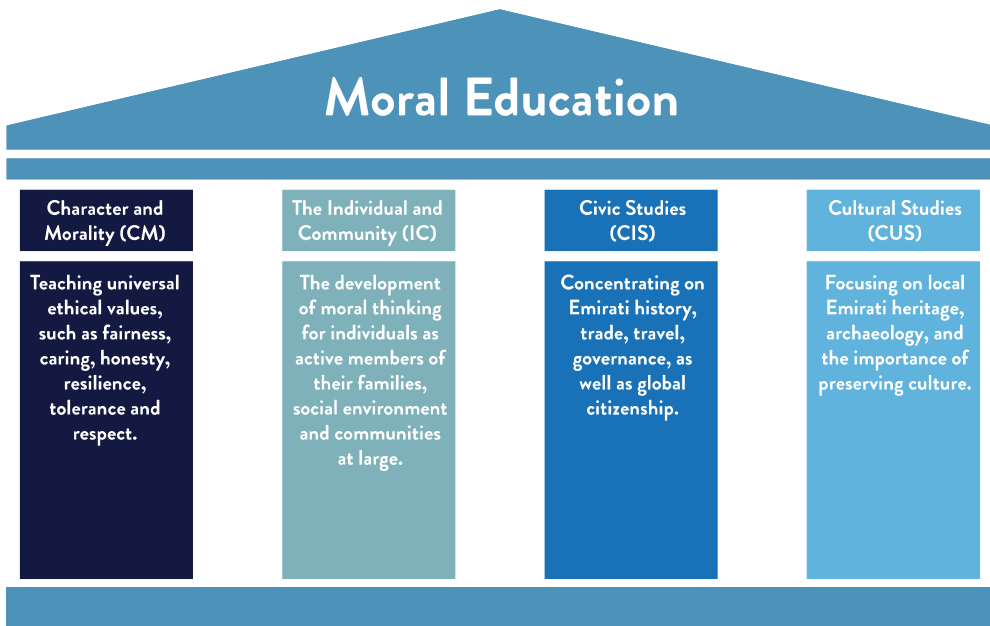 Moral Education
Character and
Morality (CM)
Teaching universal
ethical values,
such as fairness,
caring, honesty,
resilience,
tolerance and
respect.
The Individual and
Community (IC)
The development
of moral thinking
for individuals as
active members of
their families,
social environment
and communities
at large.
Civic Studies
(CIS)
Concentrating on
Emirati history,
trade, travel,
governance, as
well as global
citizenship.
Cultural Studies
(CUS)
Focusing on local
Emirati heritage,
archaeology, and
the importance of
preserving culture.